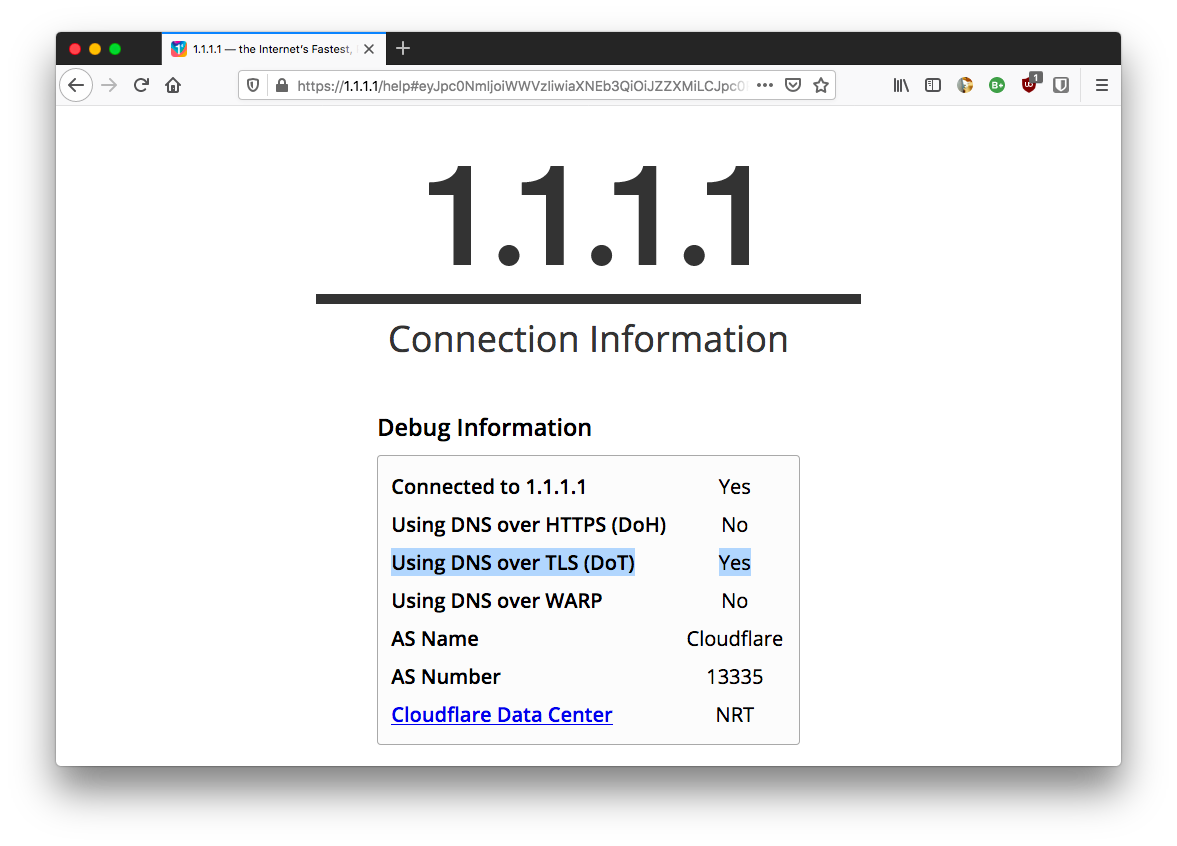 1.1.1.1 — the Internet's Fastest,
https://1.1.1.1/help#eyJpc0NmIjoiWWVzIiwiaXNEb3QiOiJZZXMiLCJpc0
B+
1
1.1.1.1
Connection Information
Debug Information
Connected to 1.1.1.1 Yes
Using DNS over HTTPS (DoH) No
Using DNS over TLS (DoT) Yes
Using DNS over WARP No
AS Name Cloudflare
AS Number 13335
Cloudflare Data Center NRT